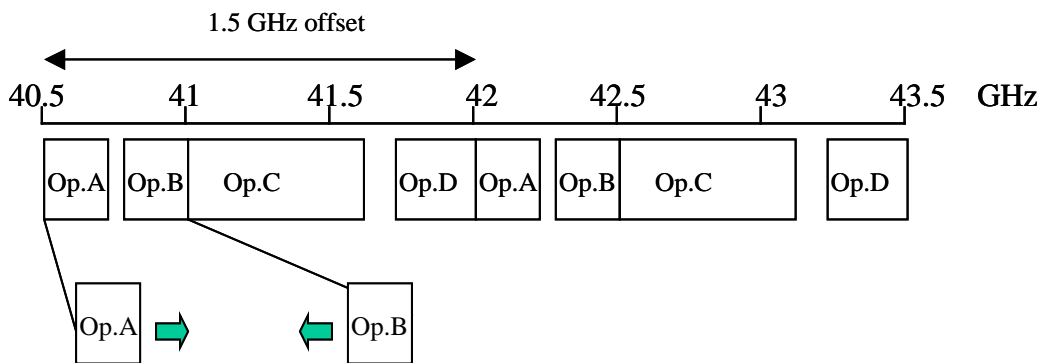 1.5 GHz offset
40.5 41 41.5 42 42.5 43 43.5 GHz
Op.A Op.B Op.C Op.D Op.A Op.B Op.C Op.D
Op.A Op.B